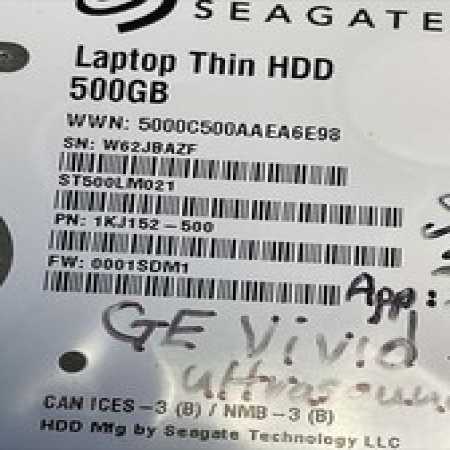 SEAGATE
Laptop Thin HDD
500GB
WWN: 5000C500AAEA6E98
SN: W62JBAZF
ST500LM021
PN: 1KJ152-500
FW: 0001SDM1
App:
GE Vivid
ultrasoun
CAN ICES-3 (B) / NMB-3 (B)
HDD Mfg by Seagate Technology LLC